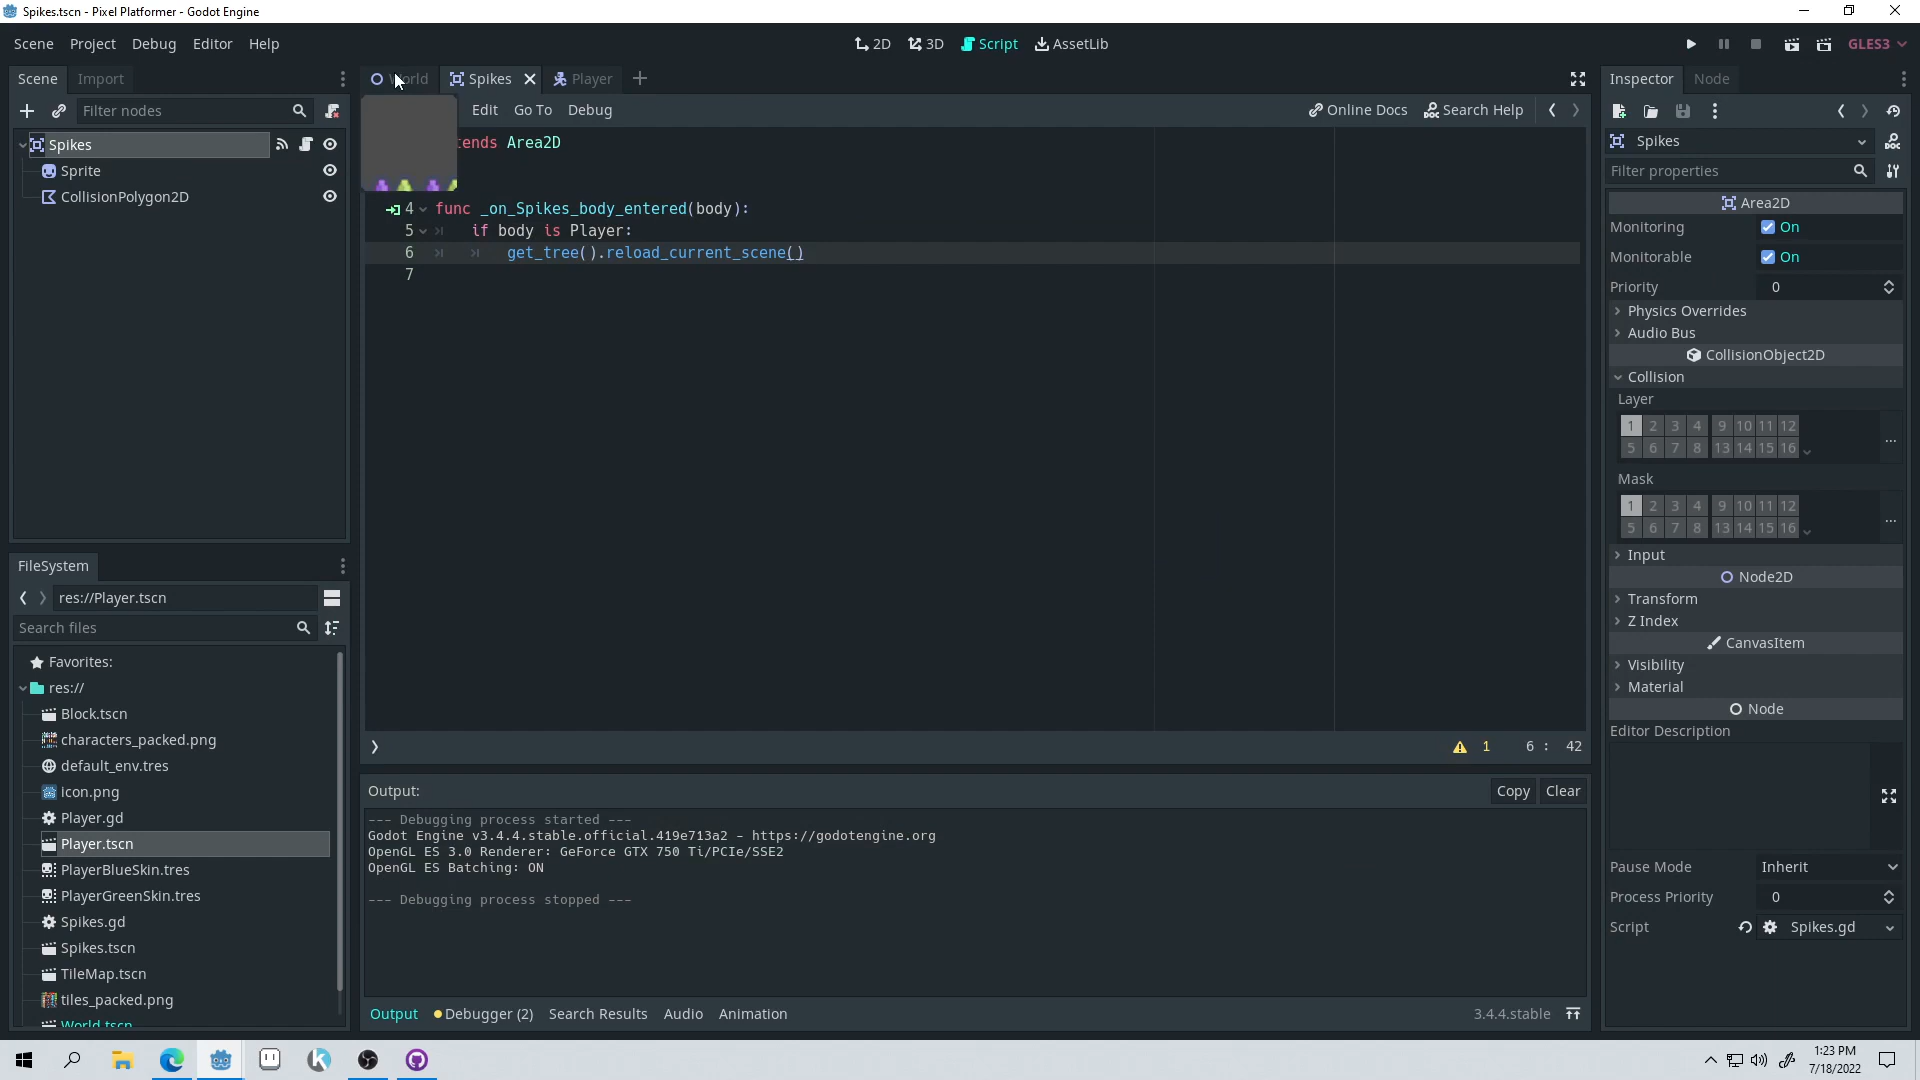 Spikes.tscn - Pixel Platformer - Godot Engine
Scene Project Debug Editor Help
2D 3D Script AssetLib
GLES3
Scene Import
World Spikes Player
Inspector Node
Filter nodes
Edit Go To Debug
Online Docs Search Help
Spikes
Sprite
CollisionPolygon2D
tends Area2D
4 func _on_Spikes_body_entered(body):
5 if body is Player:
6 get_tree().reload_current_scene()
7
1 6 : 42
Spikes
Filter properties
Area2D
Monitoring On
Monitorable On
Priority 0
Physics Overrides
Audio Bus
CollisionObject2D
Collision
Layer
1 2 3 4 9 10 11 12
5 6 7 8 13 14 15 16
...
Mask
1 2 3 4 9 10 11 12
5 6 7 8 13 14 15 16
...
Input
Node2D
Transform
Z Index
CanvasItem
Visibility
Material
Node
Editor Description
Pause Mode Inherit
Process Priority 0
Script Spikes.gd
FileSystem
res://Player.tscn
Search files
Favorites:
res://
Block.tscn
characters_packed.png
default_env.tres
icon.png
Player.gd
Player.tscn
PlayerBlueSkin.tres
PlayerGreenSkin.tres
Spikes.gd
Spikes.tscn
TileMap.tscn
tiles_packed.png
World.tscn
Output: Copy Clear
--- Debugging process started ---
Godot Engine v3.4.4.stable.official.419e713a2 - https://godotengine.org
OpenGL ES 3.0 Renderer: GeForce GTX 750 Ti/PCIe/SSE2
OpenGL ES Batching: ON
--- Debugging process stopped ---
Output Debugger (2) Search Results Audio Animation 3.4.4.stable
1:23 PM
7/18/2022